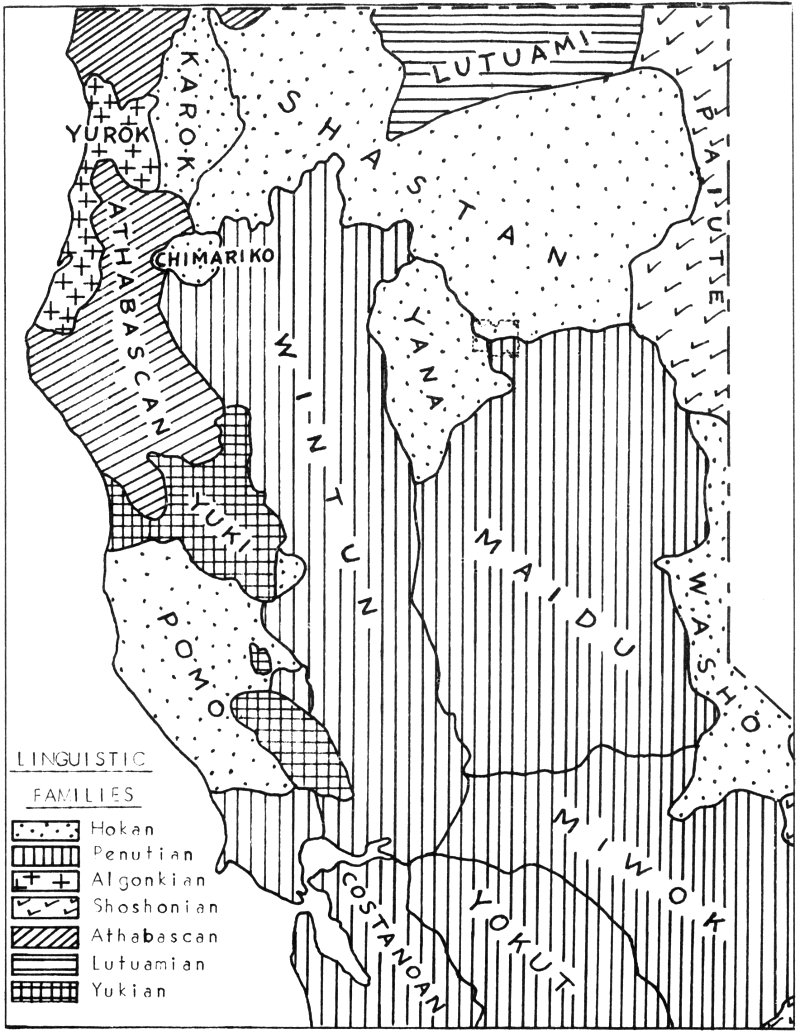 LUTUAMI
KAROK
SHASTAN
PAIUTE
YUROK
ATHABASCAN
CHIMARIKO
YANA
WINTUN
YUKI
MAIDU
WASHO
POMO
MIWOK
COSTANOAN
YOKUT
LINGUISTIC
FAMILIES
Hokan
Penutian
Algonkian
Shoshonian
Athabascan
Lutuamian
Yukian